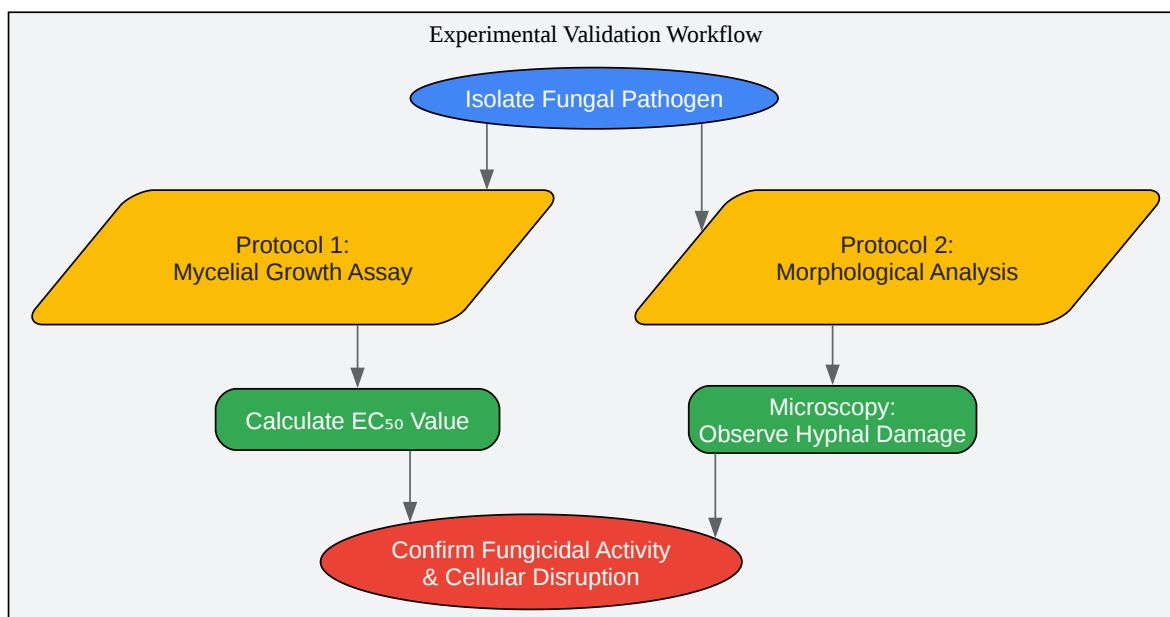 Experimental Validation Workflow
Isolate Fungal Pathogen
Protocol 1:
Mycelial Growth Assay
Protocol 2:
Morphological Analysis
Calculate EC₅₀ Value
Microscopy:
Observe Hyphal Damage
Confirm Fungicidal Activity
& Cellular Disruption